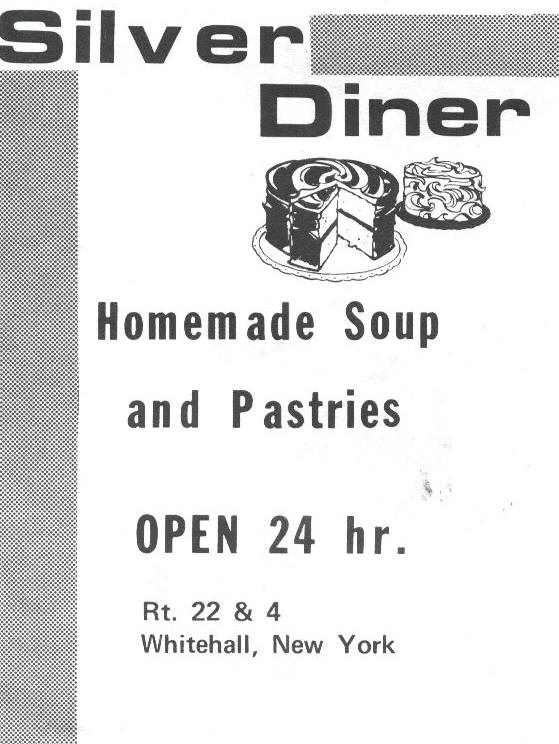 Silver
Diner
Homemade Soup
and Pastries
OPEN 24 hr.
Rt. 22 & 4
Whitehall, New York